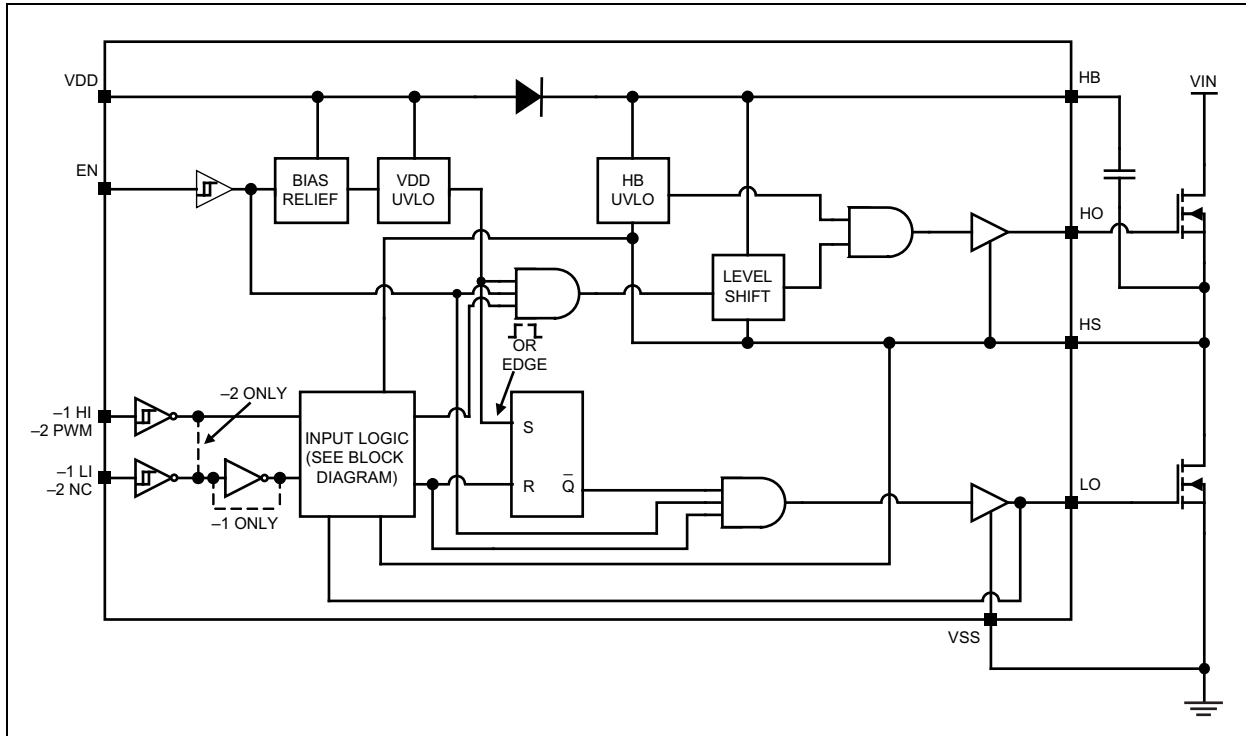 VDD
HB
VIN
EN
BIAS
RELIEF
VDD
UVLO
HB
UVLO
HO
LEVEL
SHIFT
HS
OR
EDGE
–2 ONLY
–1 HI
–2 PWM
INPUT LOGIC
(SEE BLOCK
DIAGRAM)
S
R
Q̅
–1 LI
–2 NC
–1 ONLY
LO
VSS